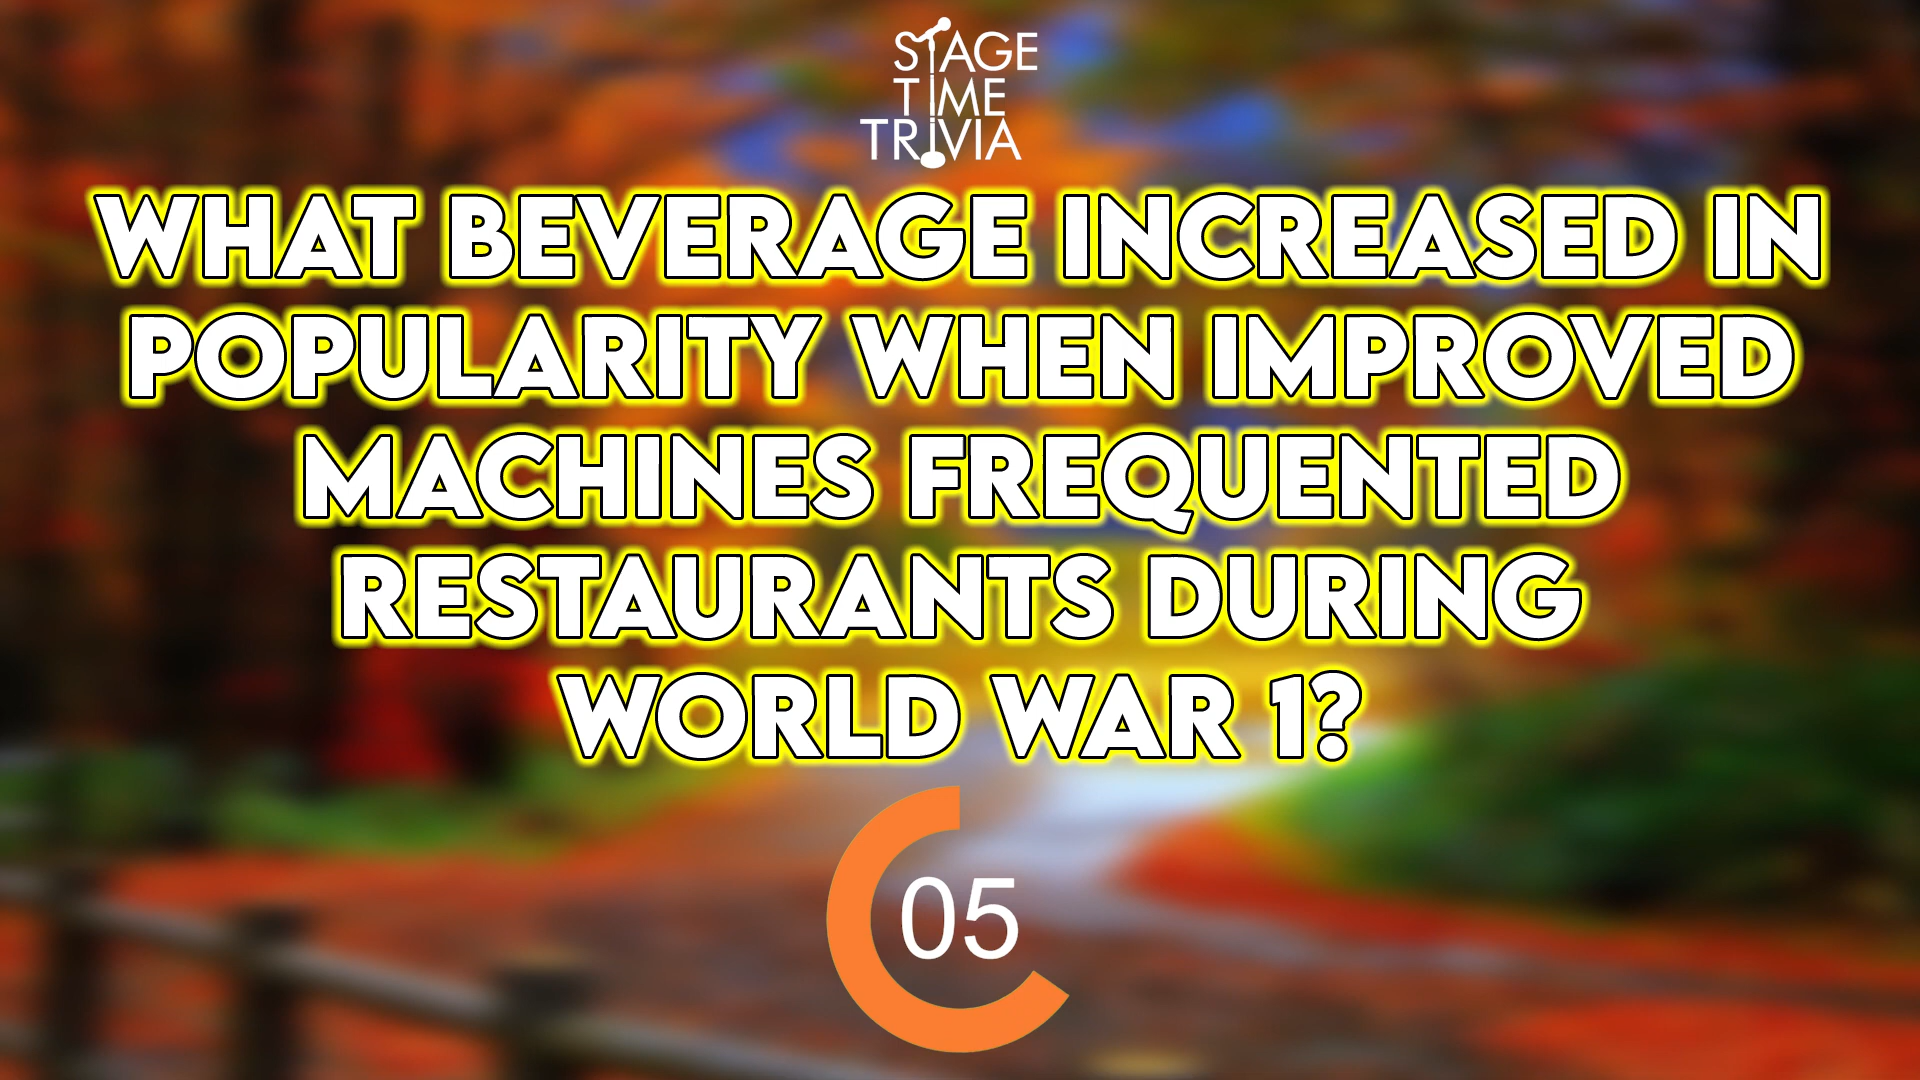 STAGE
TIME
TRIVIA
WHAT BEVERAGE INCREASED IN
POPULARITY WHEN IMPROVED
MACHINES FREQUENTED
RESTAURANTS DURING
WORLD WAR 1?
05